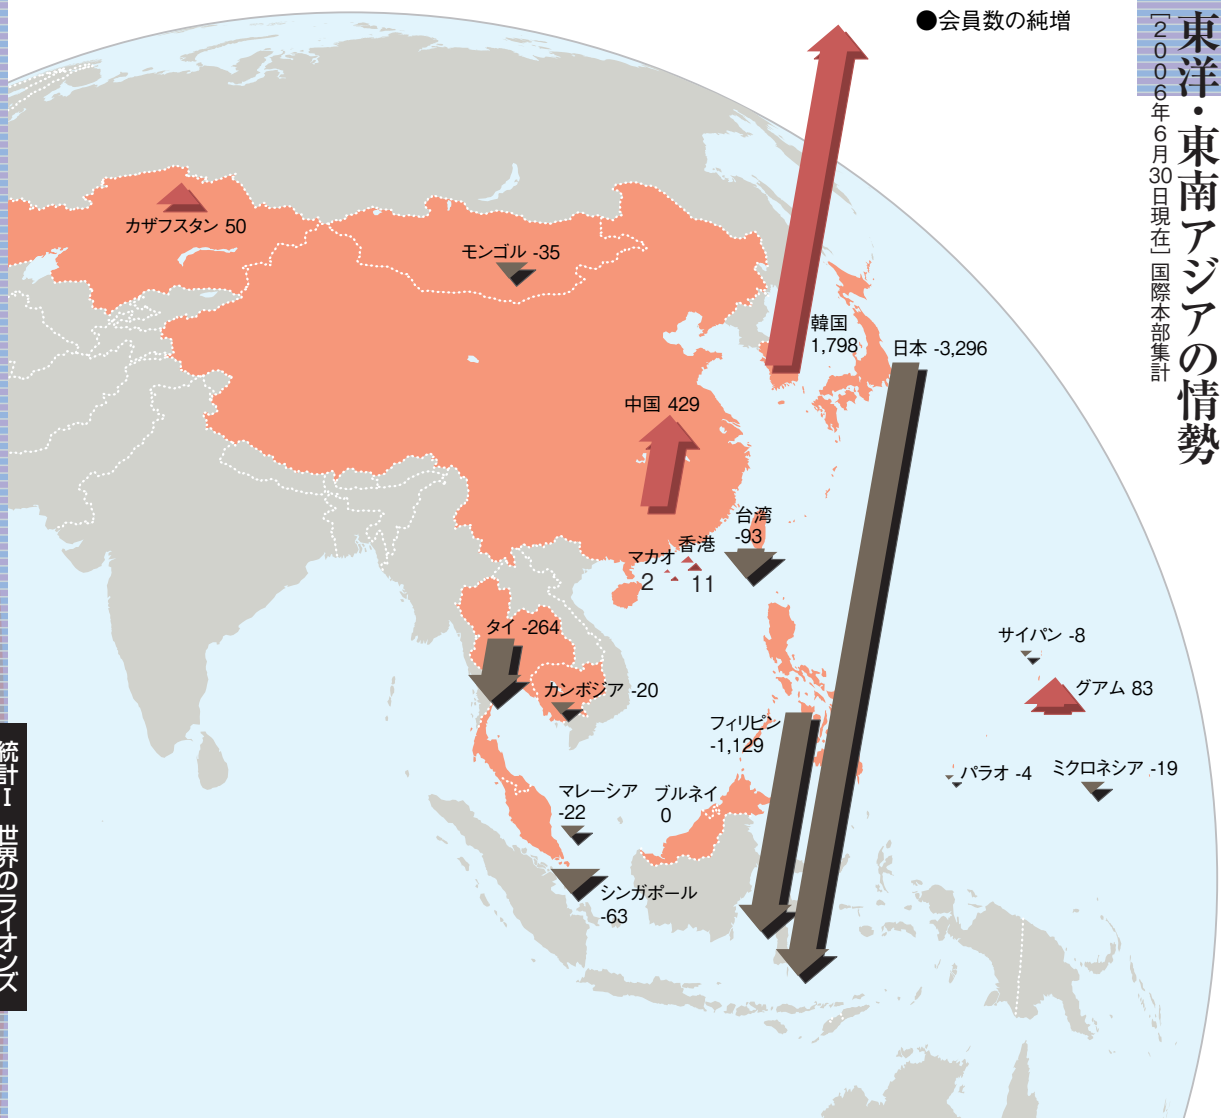 東洋・東南アジアの情勢
［2006年6月30日現在］国際本部集計
●会員数の純増
カザフスタン 50
モンゴル -35
韓国
1,798
日本 -3,296
中国 429
台湾
-93
香港
11
マカオ
2
タイ -264
カンボジア -20
サイパン -8
グアム 83
フィリピン
-1,129
パラオ -4
ミクロネシア -19
マレーシア
-22
ブルネイ
0
シンガポール
-63
統計I 世界のライオンズ